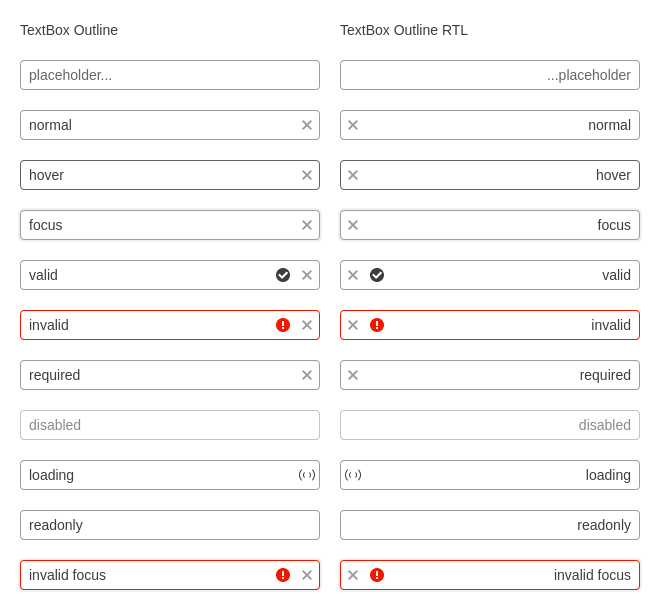 TextBox Outline TextBox Outline RTL
placeholder... ...placeholder
normal normal
hover hover
focus focus
valid valid
invalid invalid
required required
disabled disabled
loading loading
readonly readonly
invalid focus invalid focus